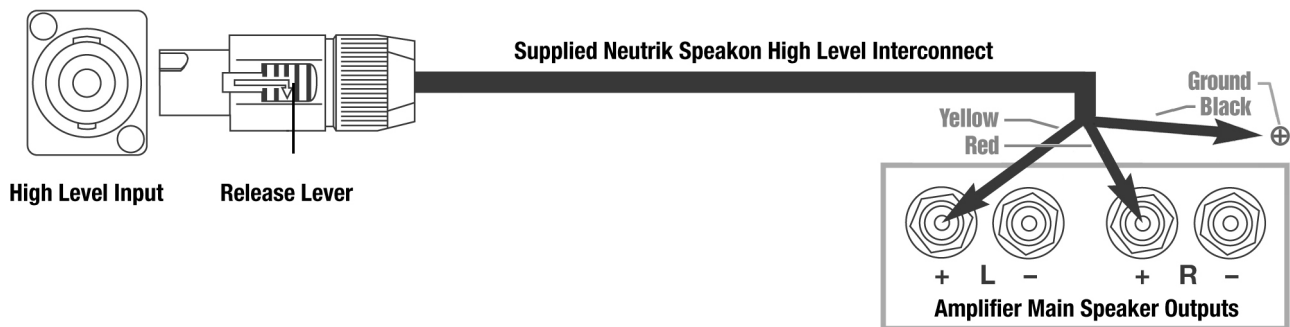 Supplied Neutrik Speakon High Level Interconnect
Ground
Black
Yellow
Red
High Level Input
Release Lever
+ L − + R −
Amplifier Main Speaker Outputs